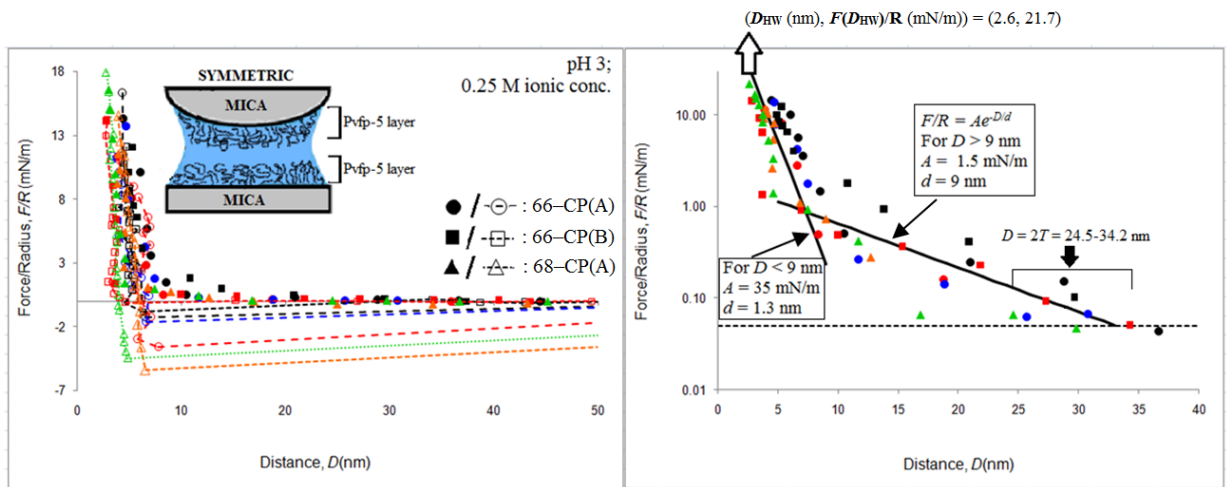 (DHW (nm), F(DHW)/R (mN/m)) = (2.6, 21.7)
pH 3;
0.25 M ionic conc.
SYMMETRIC
MICA
Pvfp-5 layer
Pvfp-5 layer
MICA
: 66–CP(A)
: 66–CP(B)
: 68–CP(A)
18
13
8
3
-2
-7
0
10
20
30
40
50
Force/Radius, F/R (mN/m)
Distance, D(nm)
F/R = Ae-D/d
For D > 9 nm
A = 1.5 mN/m
d = 9 nm
D = 2T = 24.5-34.2 nm
For D < 9 nm
A = 35 mN/m
d = 1.3 nm
10.00
1.00
0.10
0.01
0
5
10
15
20
25
30
35
40
Force/Radius, F/R (mN/m)
Distance, D(nm)